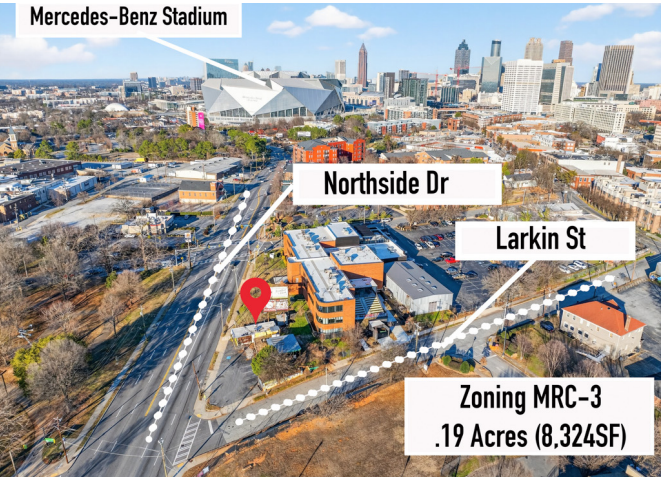 Mercedes-Benz Stadium
Northside Dr
Larkin St
Zoning MRC-3
.19 Acres (8,324SF)